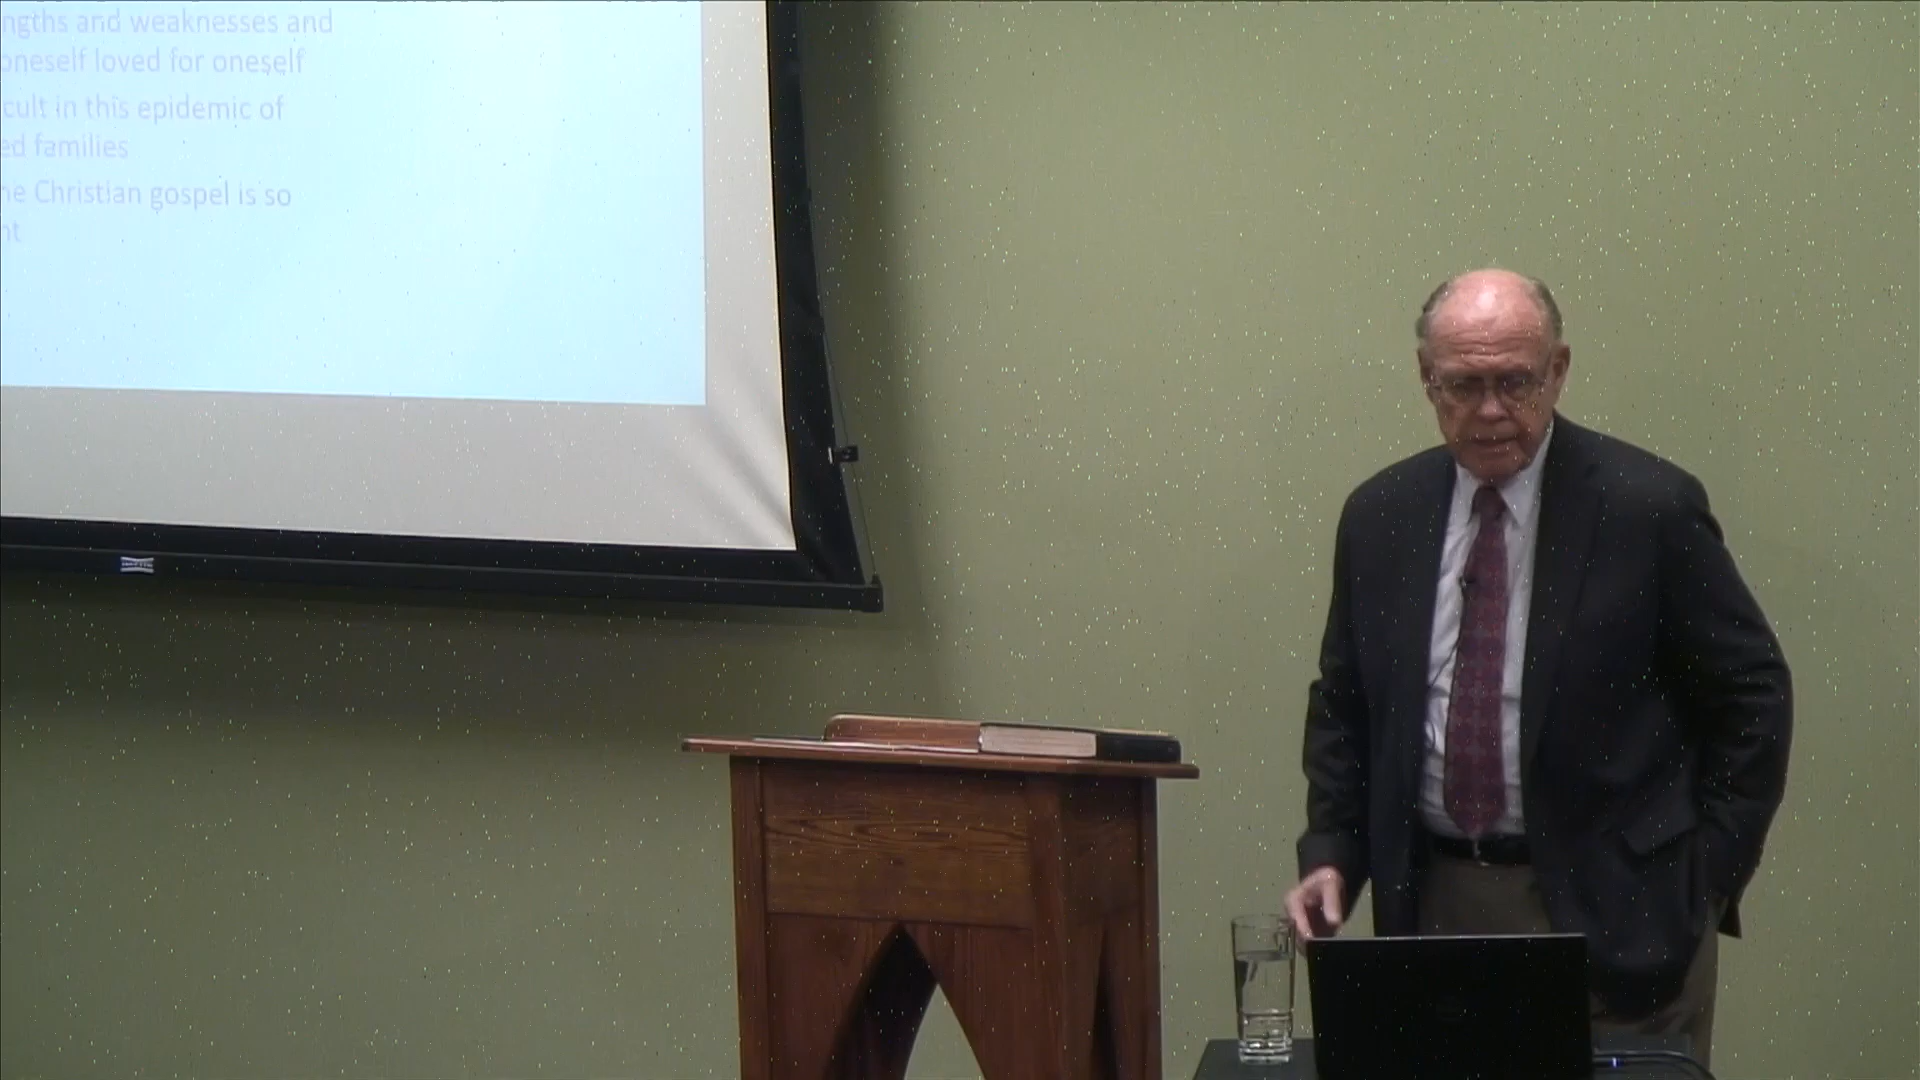 ngths and weaknesses and
oneself loved for oneself
cult in this epidemic of
ed families
he Christian gospel is so
nt